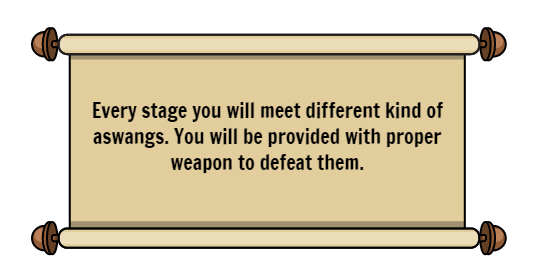 Every stage you will meet different kind of
aswangs. You will be provided with proper
weapon to defeat them.